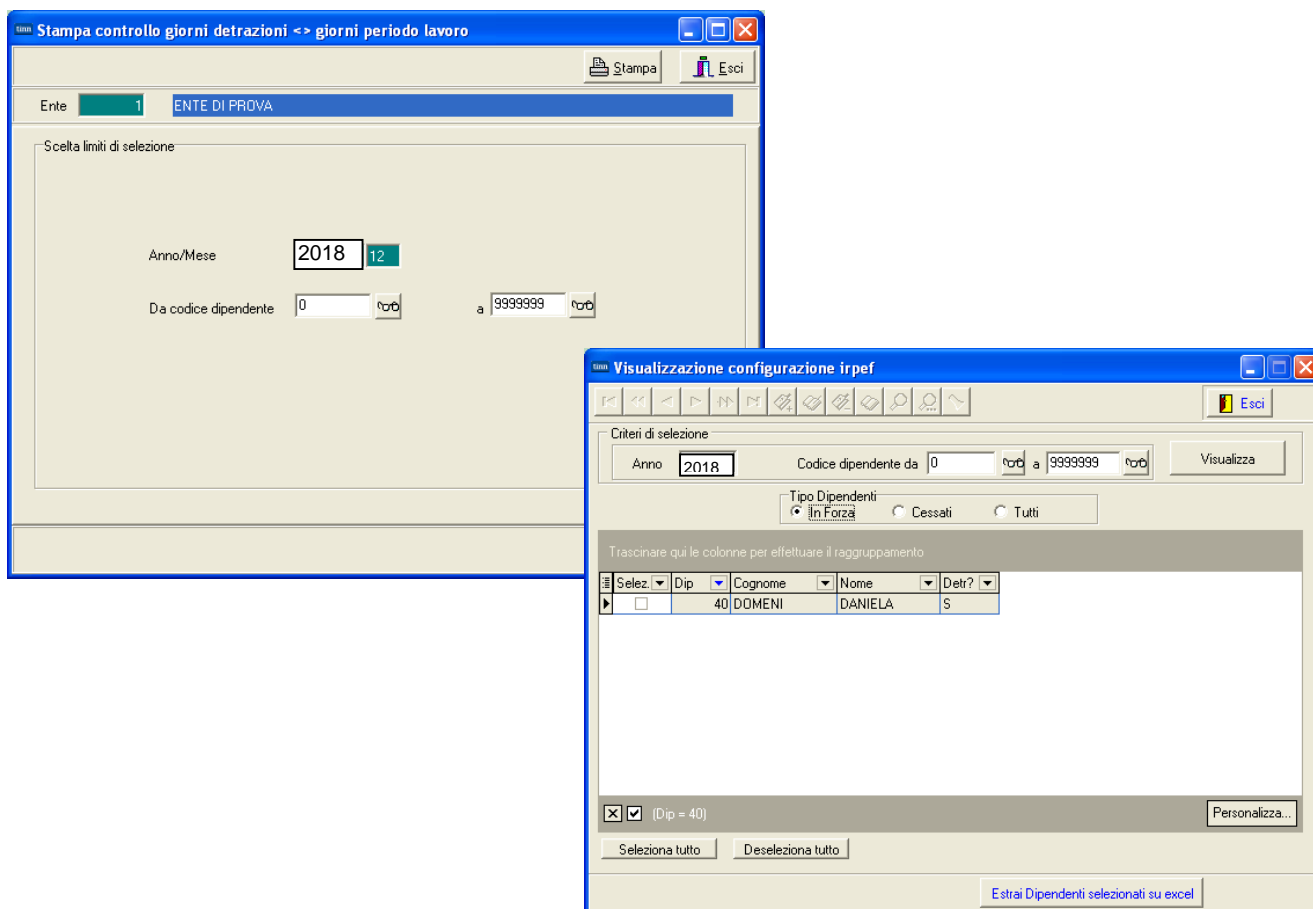 tinn Stampa controllo giorni detrazioni <> giorni periodo lavoro
Stampa Esci
Ente 1 ENTE DI PROVA
Scelta limiti di selezione
Anno/Mese 2018 12
Da codice dipendente 0 a 9999999
tinn Visualizzazione configurazione irpef
Esci
Criteri di selezione
Anno 2018 Codice dipendente da 0 a 9999999 Visualizza
Tipo Dipendenti
In Forza Cessati Tutti
Trascinare qui le colonne per effettuare il raggruppamento
Selez. Dip Cognome Nome Detr?
40 DOMENI DANIELA S
(Dip = 40) Personalizza...
Seleziona tutto Deseleziona tutto
Estrai Dipendenti selezionati su excel